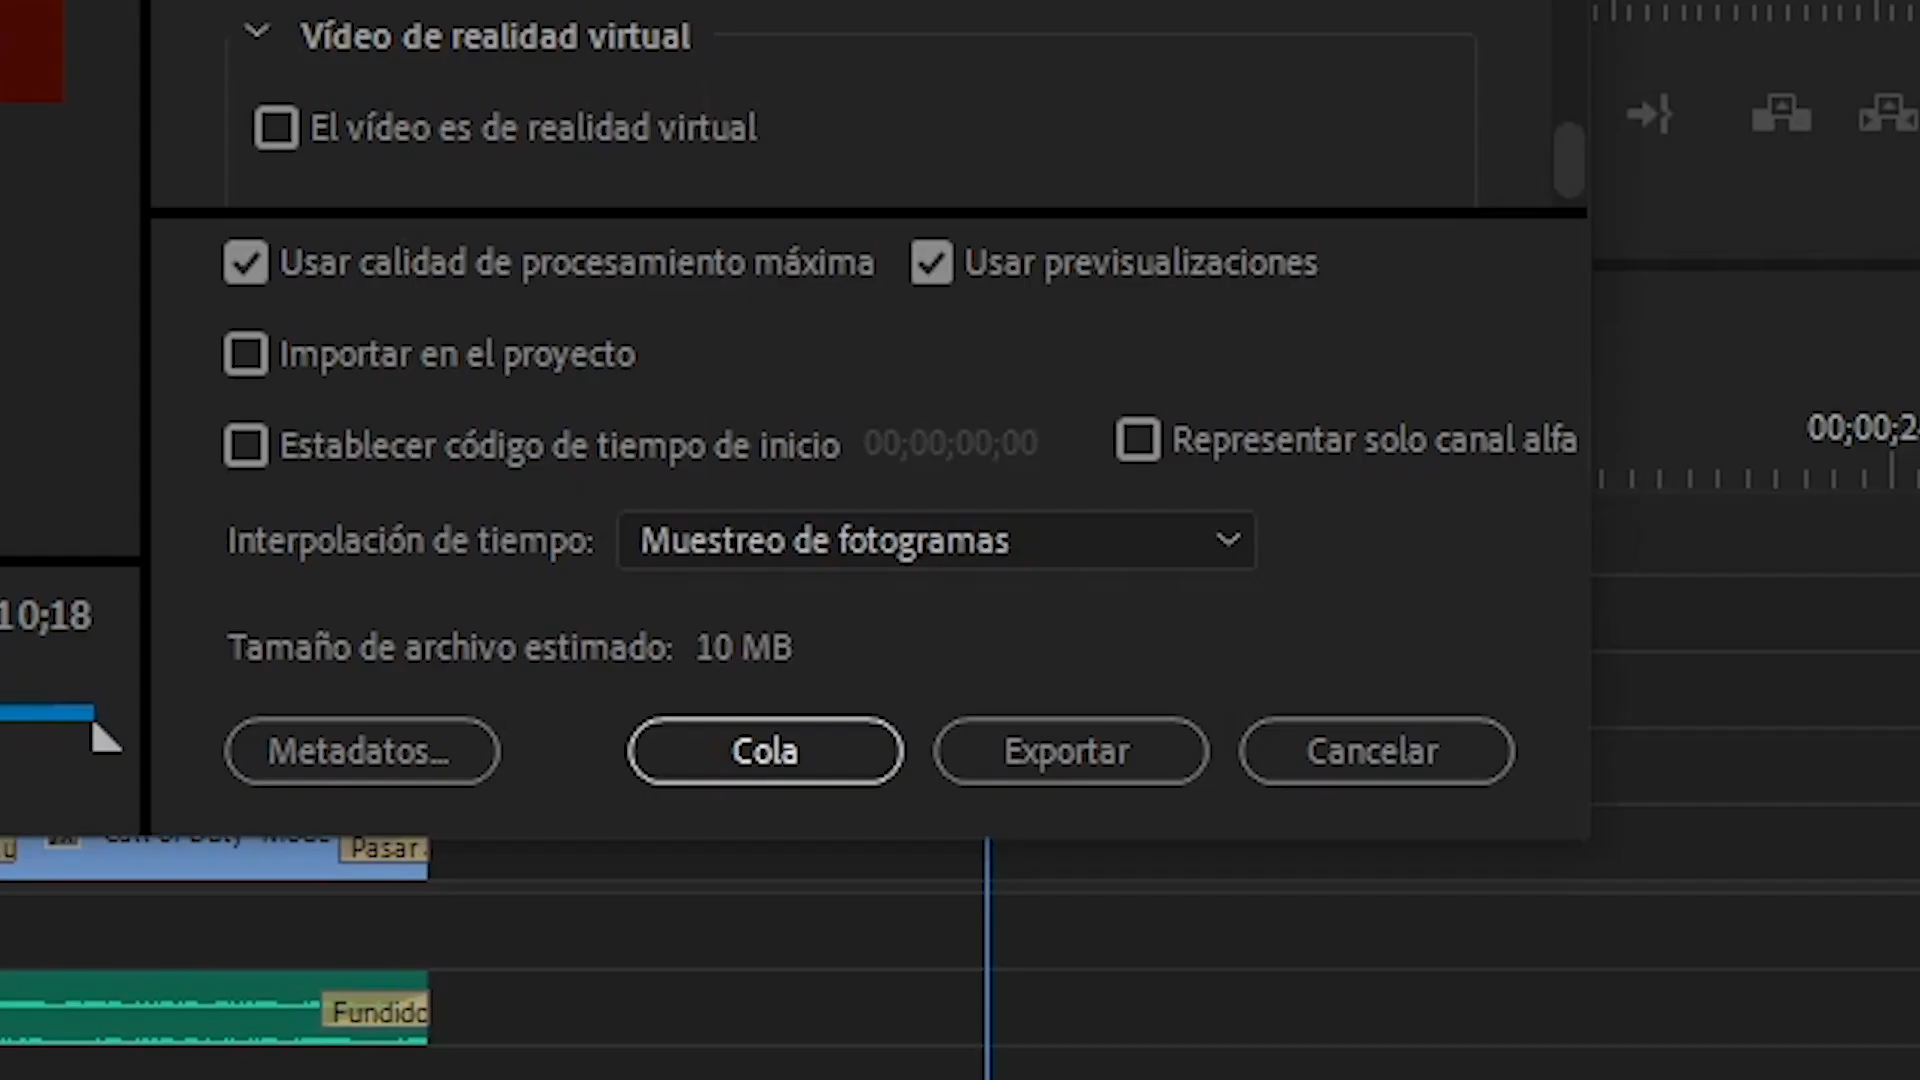 Vídeo de realidad virtual
El vídeo es de realidad virtual
Usar calidad de procesamiento máxima Usar previsualizaciones
Importar en el proyecto
Establecer código de tiempo de inicio 00;00;00;00 Representar solo canal alfa
00;00;2
Interpolación de tiempo: Muestreo de fotogramas
10;18
Tamaño de archivo estimado: 10 MB
Metadatos... Cola Exportar Cancelar
Pasar
Fundido